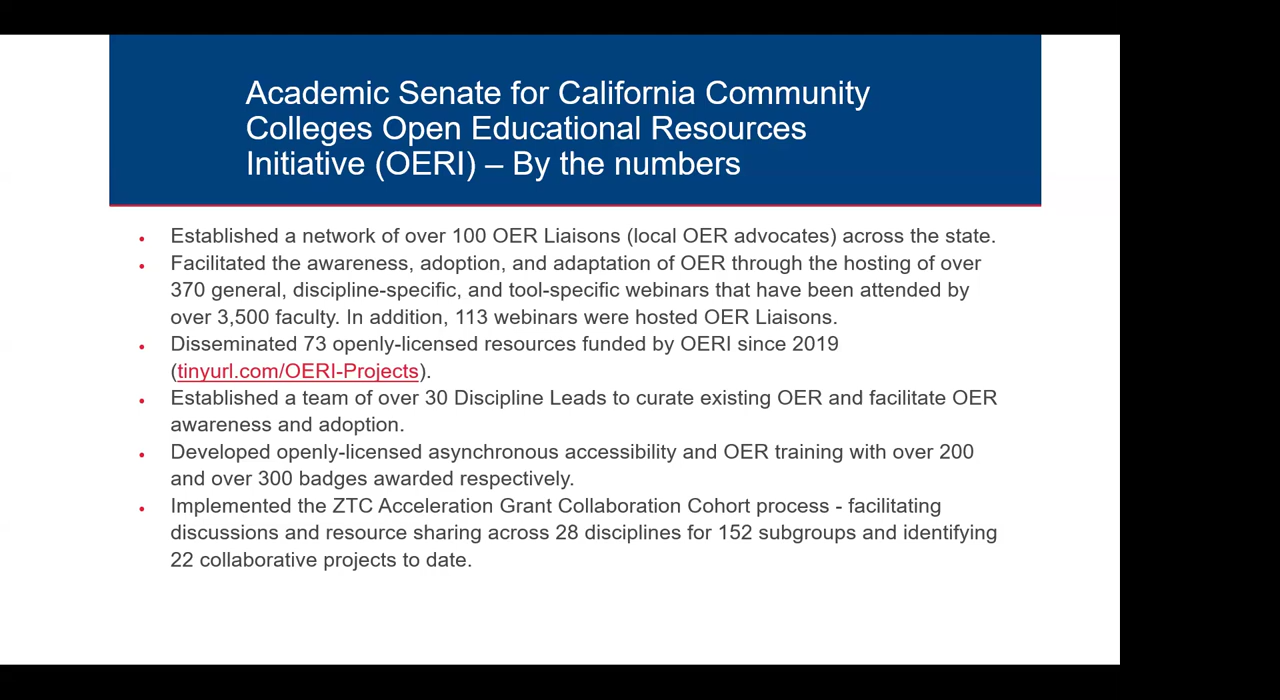 Academic Senate for California Community
Colleges Open Educational Resources
Initiative (OERI) – By the numbers
• Established a network of over 100 OER Liaisons (local OER advocates) across the state.
• Facilitated the awareness, adoption, and adaptation of OER through the hosting of over
370 general, discipline-specific, and tool-specific webinars that have been attended by
over 3,500 faculty. In addition, 113 webinars were hosted OER Liaisons.
• Disseminated 73 openly-licensed resources funded by OERI since 2019
(tinyurl.com/OERI-Projects).
• Established a team of over 30 Discipline Leads to curate existing OER and facilitate OER
awareness and adoption.
• Developed openly-licensed asynchronous accessibility and OER training with over 200
and over 300 badges awarded respectively.
• Implemented the ZTC Acceleration Grant Collaboration Cohort process - facilitating
discussions and resource sharing across 28 disciplines for 152 subgroups and identifying
22 collaborative projects to date.